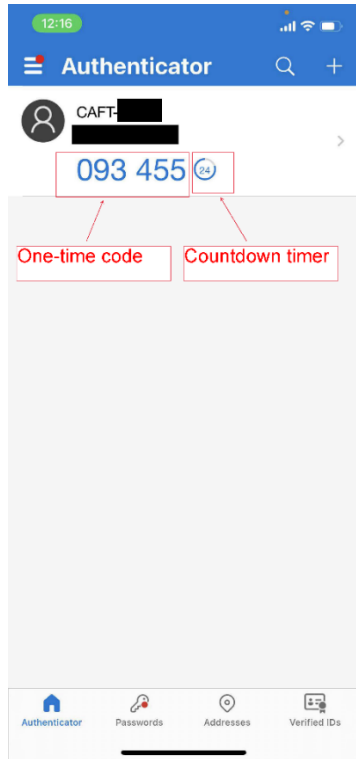 12:16
Authenticator
CAFT-
093 455 24
One-time code Countdown timer
Authenticator Passwords Addresses Verified IDs